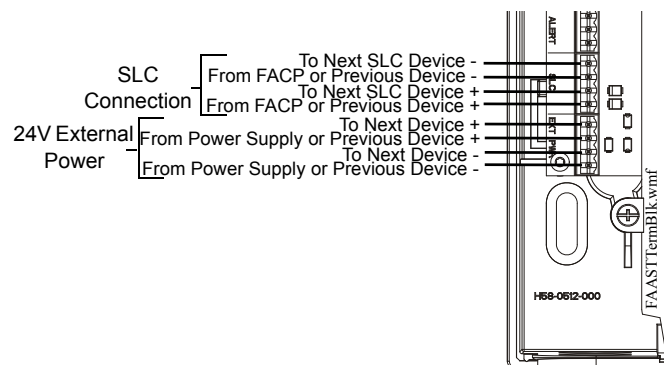 ALERT
SLC
Connection
To Next SLC Device -
From FACP or Previous Device -
To Next SLC Device +
From FACP or Previous Device +
SLC
24V External
Power
To Next Device +
From Power Supply or Previous Device +
To Next Device -
From Power Supply or Previous Device -
EXT PWR
H58-0512-000
FAASTTermBlk.wmf